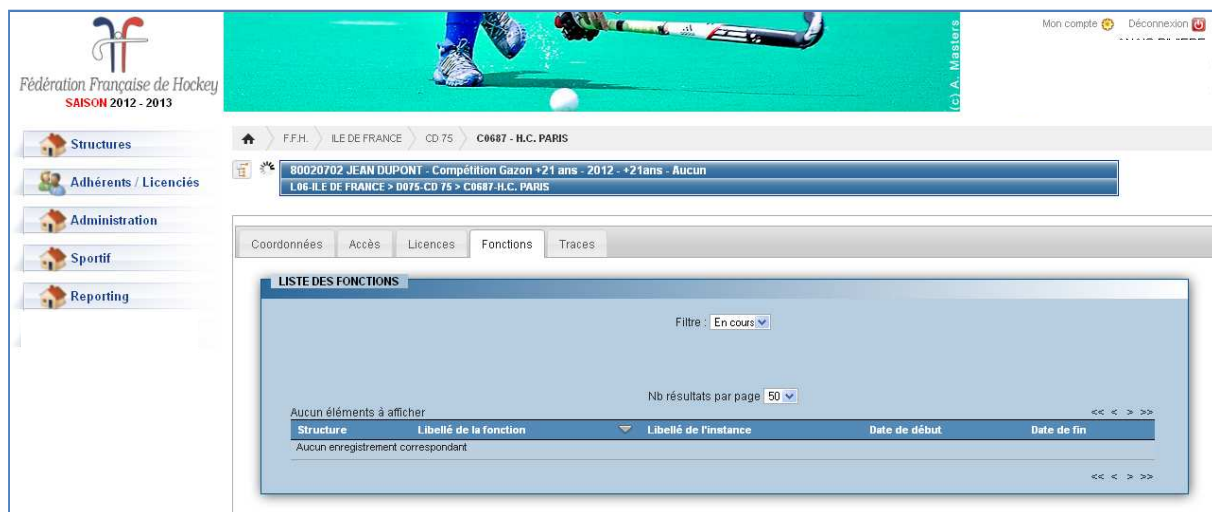 Fédération Française de Hockey
SAISON 2012 - 2013
(c) A. Masters
Mon compte Déconnexion
Structures
Adhérents / Licenciés
Administration
Sportif
Reporting
F.F.H. ILE DE FRANCE CD 75 C0687 - H.C. PARIS
80020702 JEAN DUPONT - Compétition Gazon +21 ans - 2012 - +21ans - Aucun
L06-ILE DE FRANCE > D075-CD 75 > C0687-H.C. PARIS
Coordonnées Accès Licences Fonctions Traces
LISTE DES FONCTIONS
Filtre : En cours
Nb résultats par page 50
Aucun éléments à afficher << < > >>
Structure Libellé de la fonction Libellé de l'instance Date de début Date de fin
Aucun enregistrement correspondant
<< < > >>